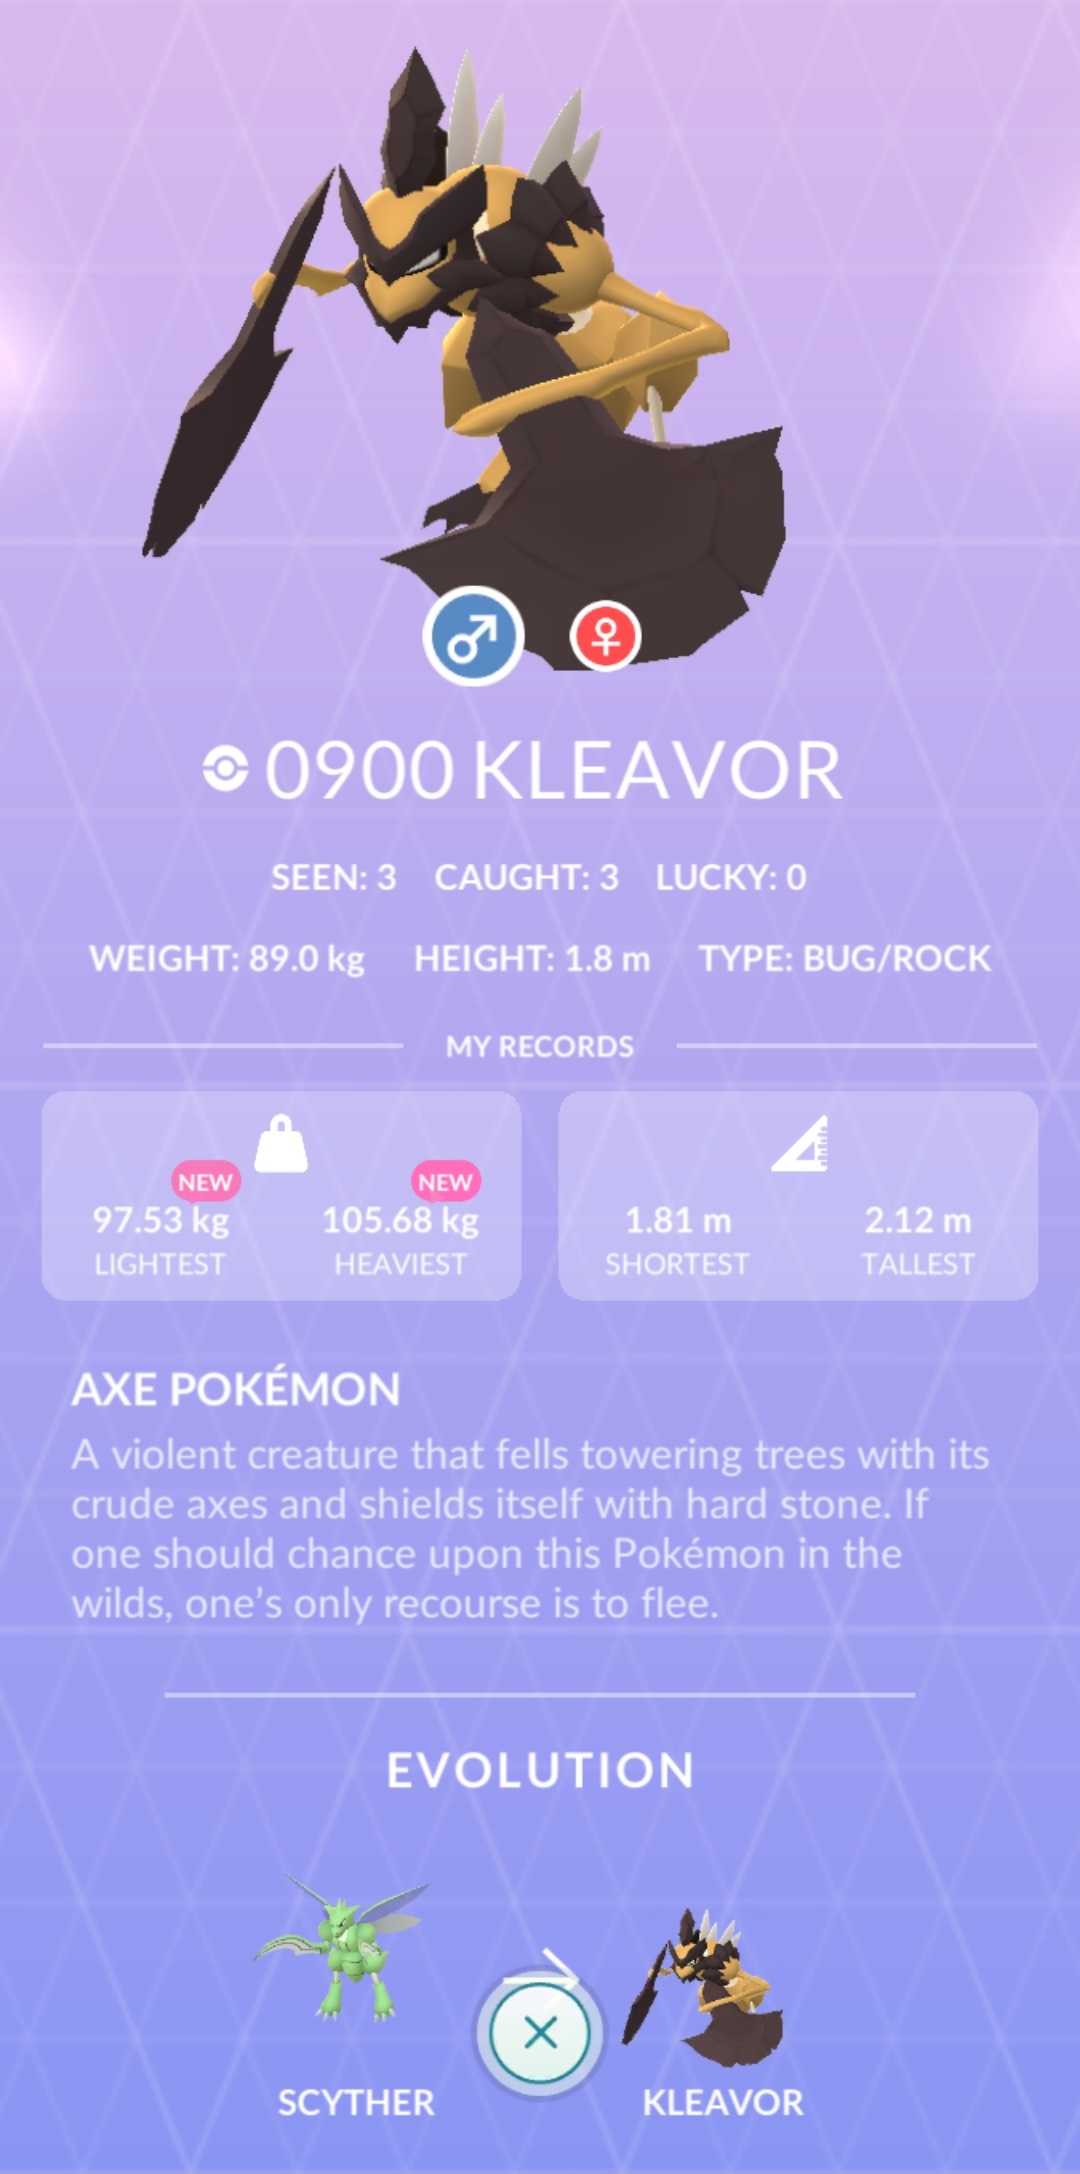 0900 KLEAVOR
SEEN: 3 CAUGHT: 3 LUCKY: 0
WEIGHT: 89.0 kg HEIGHT: 1.8 m TYPE: BUG/ROCK
MY RECORDS
NEW NEW
97.53 kg 105.68 kg 1.81 m 2.12 m
LIGHTEST HEAVIEST SHORTEST TALLEST
AXE POKÉMON
A violent creature that fells towering trees with its
crude axes and shields itself with hard stone. If
one should chance upon this Pokémon in the
wilds, one’s only recourse is to flee.
EVOLUTION
SCYTHER KLEAVOR